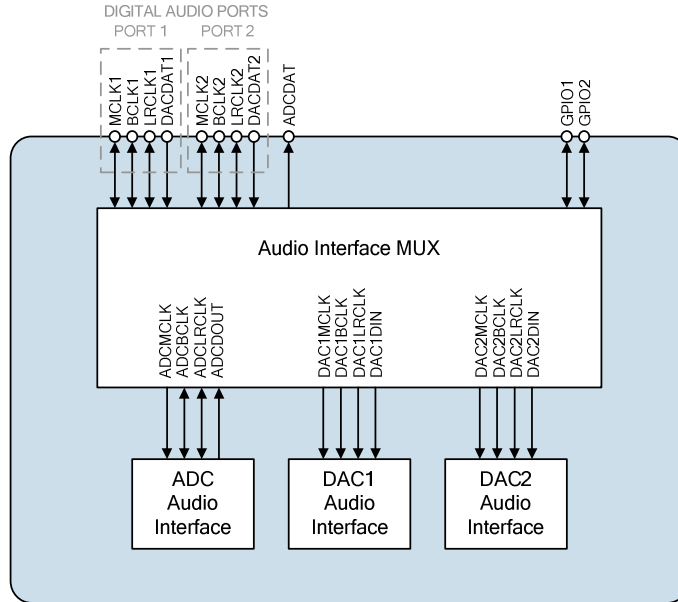 DIGITAL AUDIO PORTS
PORT 1
PORT 2
MCLK1
BCLK1
LRCLK1
DACDAT1
MCLK2
BCLK2
LRCLK2
DACDAT2
ADCDAT
GPIO1
GPIO2
Audio Interface MUX
ADCMCLK
ADCBCLK
ADCLRCLK
ADCDOUT
DAC1MCLK
DAC1BCLK
DAC1LRCLK
DAC1DIN
DAC2MCLK
DAC2BCLK
DAC2LRCLK
DAC2DIN
ADC
Audio
Interface
DAC1
Audio
Interface
DAC2
Audio
Interface